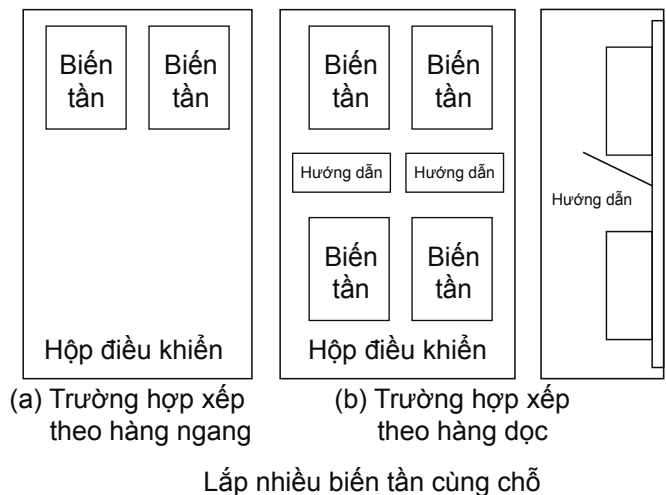 Biến
tần
Biến
tần
Hộp điều khiển
(a) Trường hợp xếp
theo hàng ngang
Biến
tần
Biến
tần
Hướng dẫn
Hướng dẫn
Biến
tần
Biến
tần
Hộp điều khiển
Hướng dẫn
(b) Trường hợp xếp
theo hàng dọc
Lắp nhiều biến tần cùng chỗ